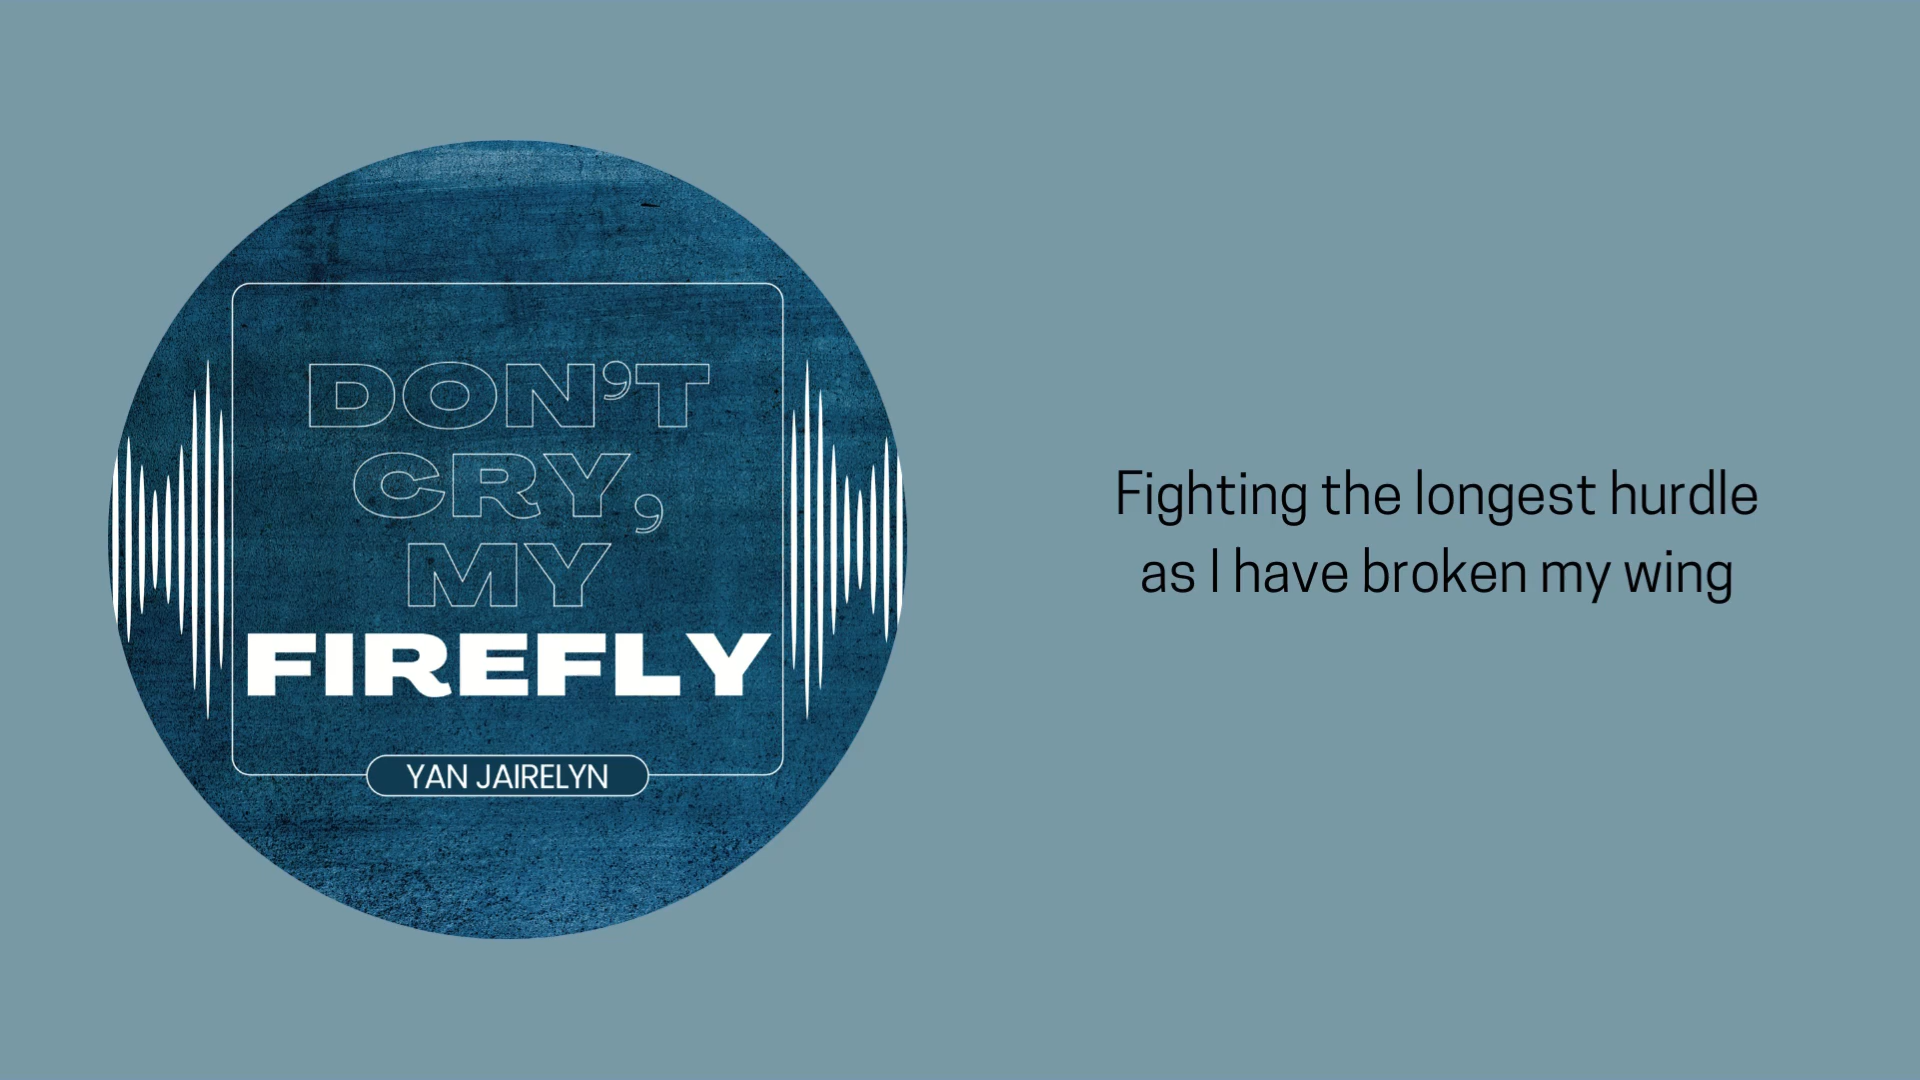 DON'T
CRY,
MY
FIREFLY
YAN JAIRELYN
Fighting the longest hurdle
as I have broken my wing